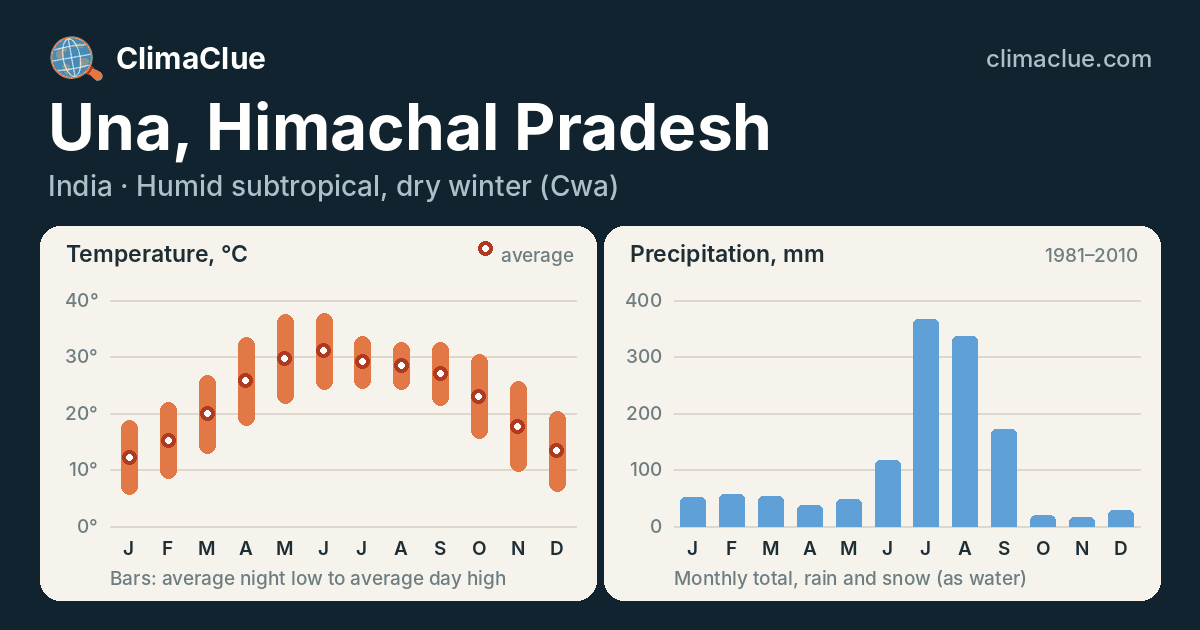 ClimaClue
climaclue.com
Una, Himachal Pradesh
India · Humid subtropical, dry winter (Cwa)
Temperature, °C
average
40°
30°
20°
10°
0°
J F M A M J J A S O N D
Bars: average night low to average day high
Precipitation, mm
1981–2010
400
300
200
100
0
J F M A M J J A S O N D
Monthly total, rain and snow (as water)